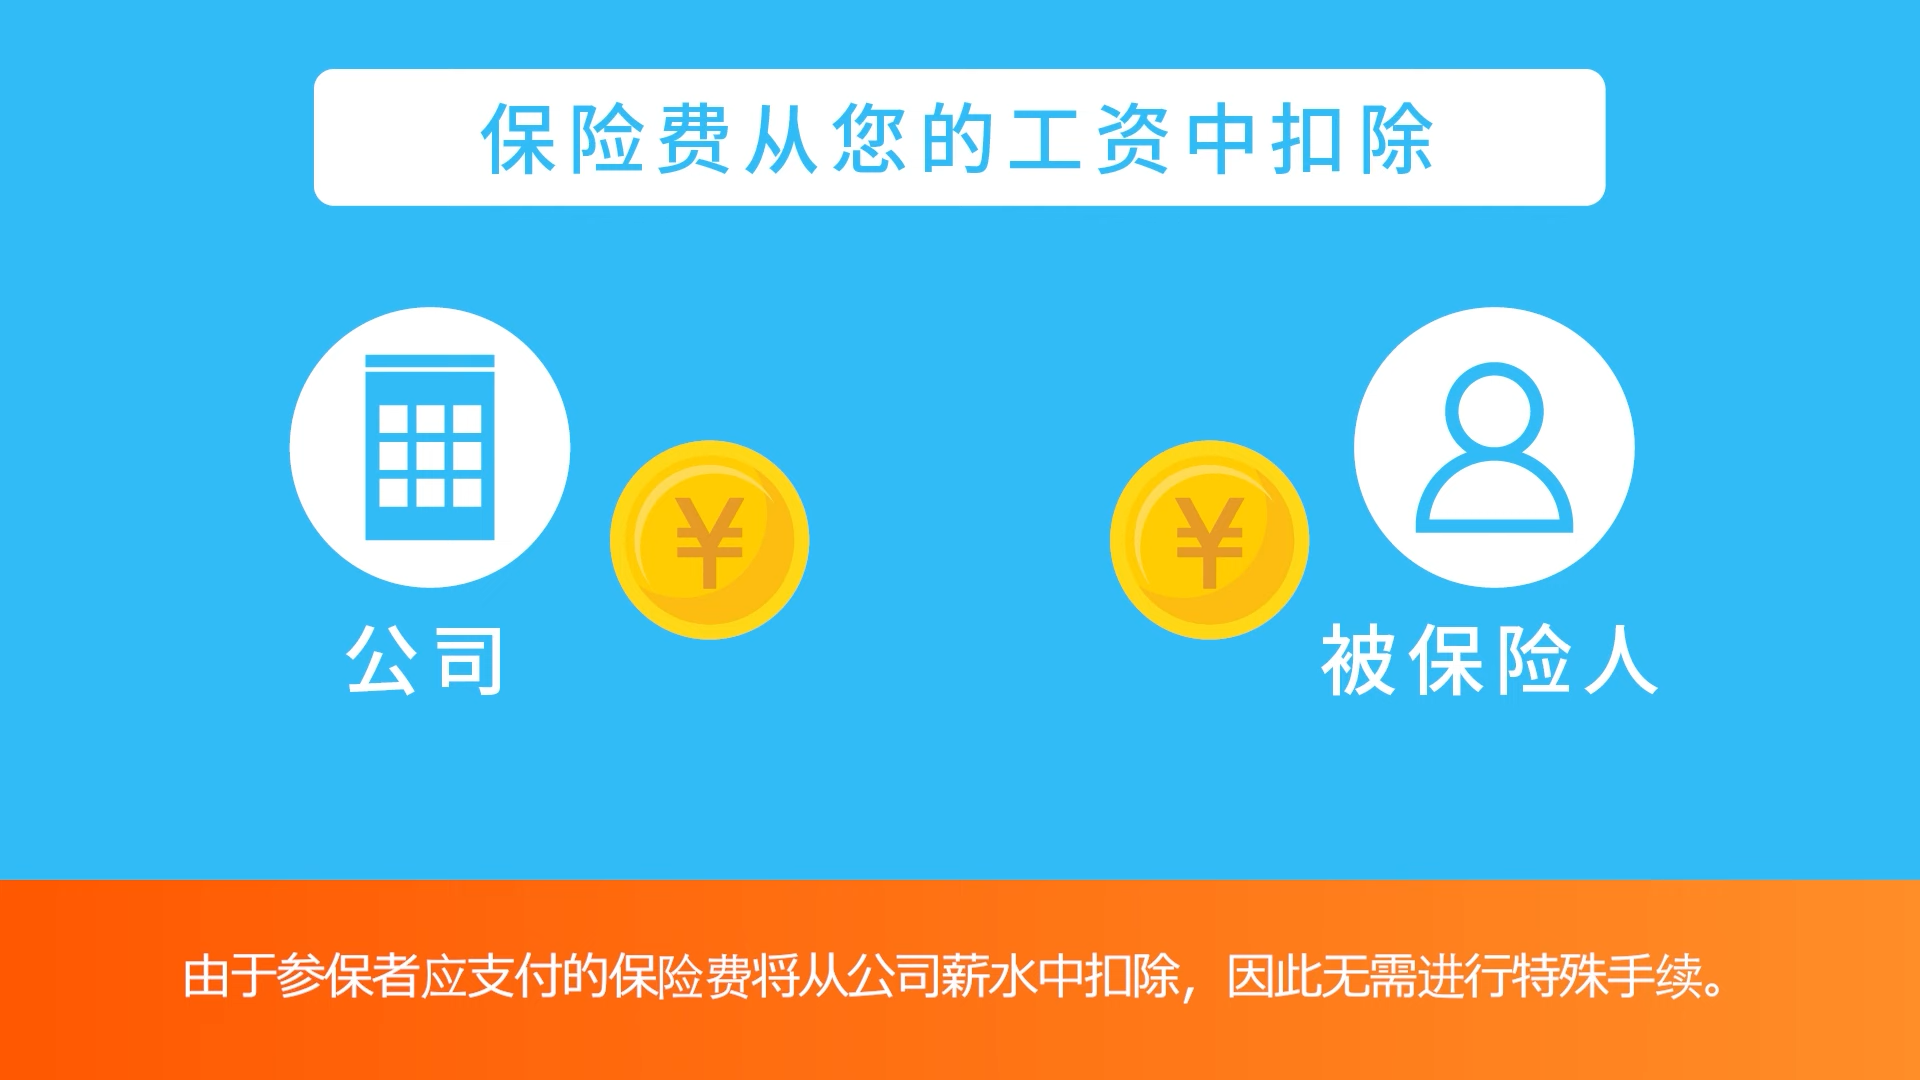 保险费从您的工资中扣除
¥
¥
公司
被保险人
由于参保者应支付的保险费将从公司薪水中扣除，因此无需进行特殊手续。